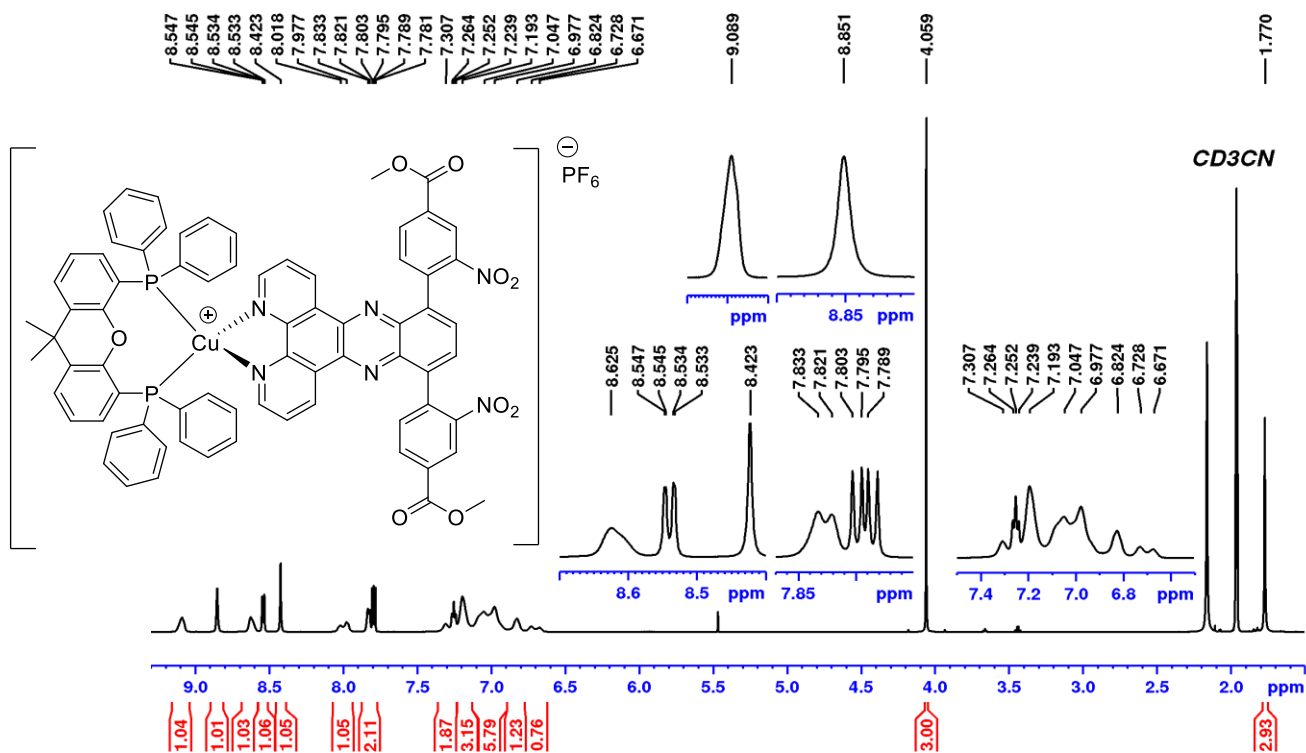 8.547 8.545 8.534 8.533 8.423 8.018 7.977 7.833 7.821 7.803 7.795 7.789 7.781 7.307 7.264 7.252 7.239 7.193 7.047 6.977 6.824 6.728 6.671 9.089 8.851 4.059 1.770
CD3CN
⊖
PF6
O
O
NO2
P
N
N
⊕
O
Cu
N
N
P
NO2
O
O
ppm
8.85 ppm
8.625 8.547 8.545 8.534 8.533 8.423
7.833 7.821 7.803 7.795 7.789
7.307 7.264 7.252 7.239 7.193 7.047 6.977 6.824 6.728 6.671
8.6 8.5 ppm
7.85 ppm
7.4 7.2 7.0 6.8 ppm
9.0 8.5 8.0 7.5 7.0 6.5 6.0 5.5 5.0 4.5 4.0 3.5 3.0 2.5 2.0 ppm
1.04 1.01 1.03 1.06 1.05 1.05 2.11 1.87 3.15 5.79 1.23 0.76 3.00 2.93